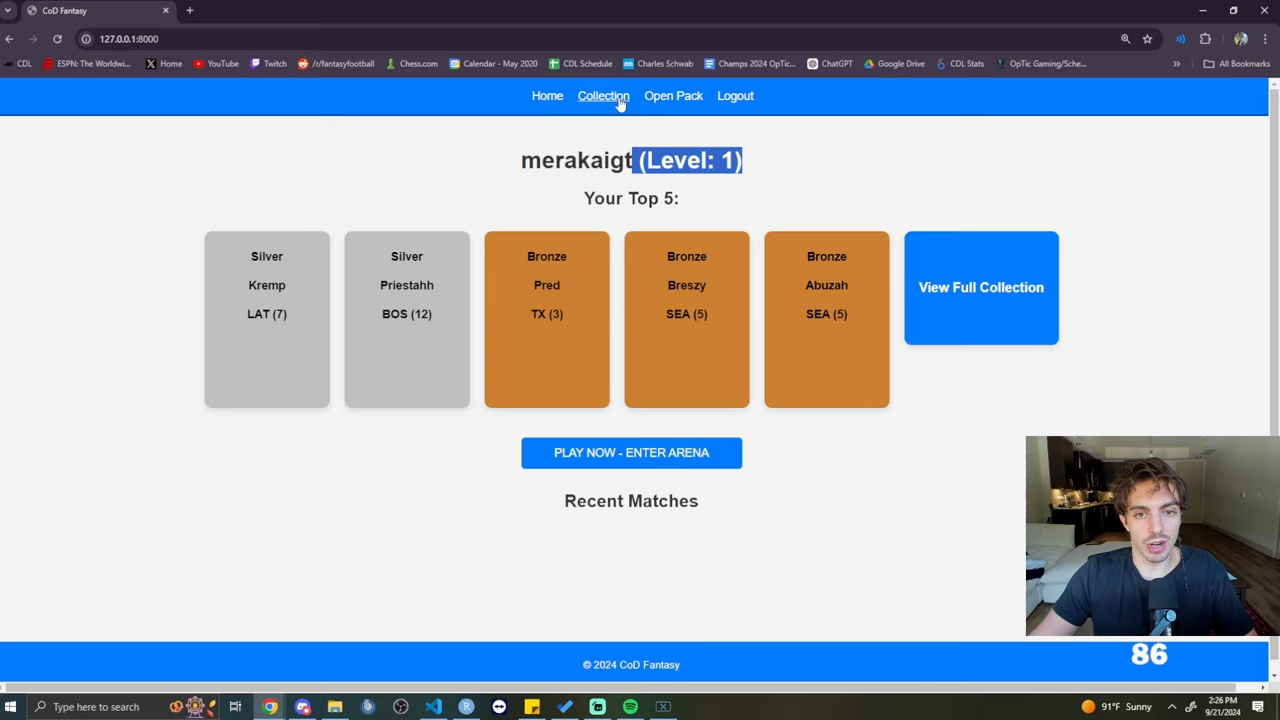 CoD Fantasy
127.0.0.1:8000
CDL
ESPN: The Worldwi...
Home
YouTube
Twitch
/r/fantasyfootball
Chess.com
Calendar - May 2020
CDL Schedule
Charles Schwab
Champs 2024 OpTic...
ChatGPT
Google Drive
CDL Stats
OpTic Gaming/Sche...
All Bookmarks
Home
Collection
Open Pack
Logout
merakaigt (Level: 1)
Your Top 5:
Silver
Kremp
LAT (7)
Silver
Priestahh
BOS (12)
Bronze
Pred
TX (3)
Bronze
Breszy
SEA (5)
Bronze
Abuzah
SEA (5)
View Full Collection
PLAY NOW - ENTER ARENA
Recent Matches
86
© 2024 CoD Fantasy
Type here to search
91°F Sunny
2:26 PM
9/21/2024